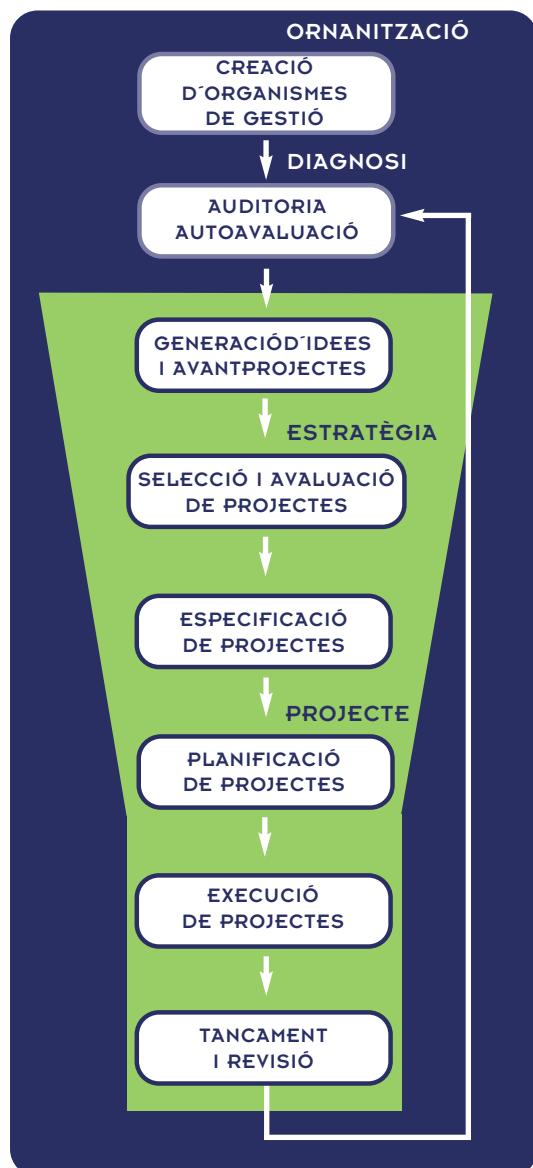 ORNANITZACIÓ
CREACIÓ
D´ORGANISMES
DE GESTIÓ
DIAGNOSI
AUDITORIA
AUTOAVALUACIÓ
GENERACIÓD´IDEES
I AVANTPROJECTES
ESTRATÈGIA
SELECCIÓ I AVALUACIÓ
DE PROJECTES
ESPECIFICACIÓ
DE PROJECTES
PROJECTE
PLANIFICACIÓ
DE PROJECTES
EXECUCIÓ
DE PROJECTES
TANCAMENT
I REVISIÓ